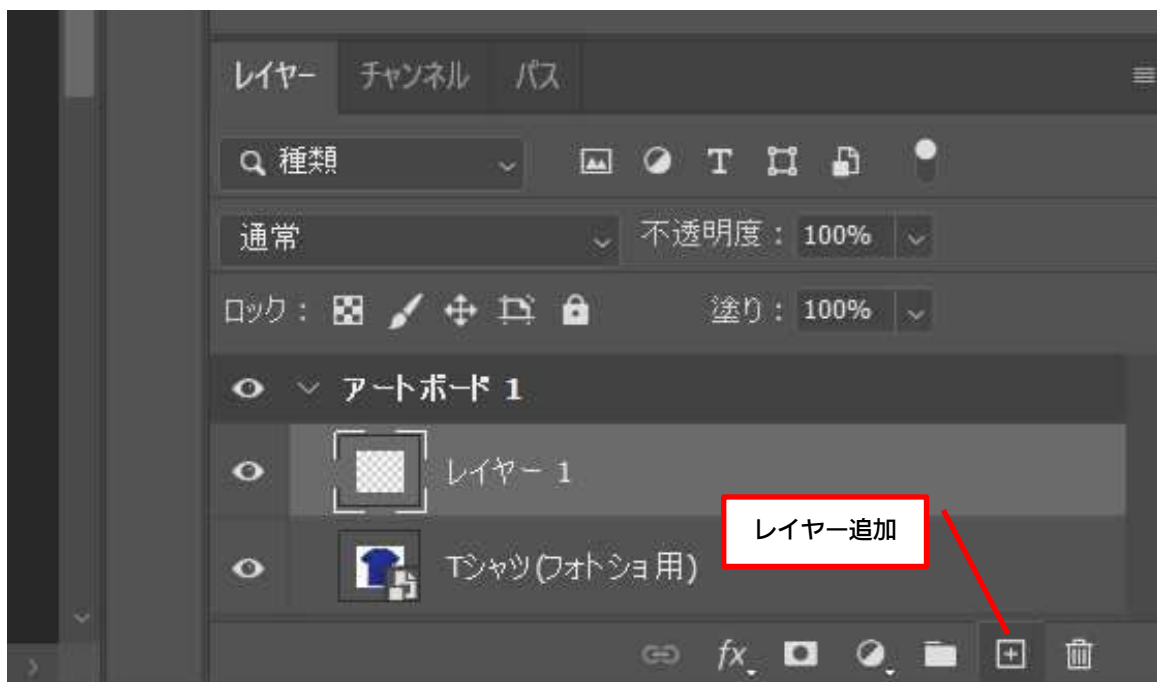 レイヤー チャンネル パス
種類 T
通常 不透明度： 100%
ロック： 塗り： 100%
アートボード 1
レイヤー 1
レイヤー追加
Tシャツ(フォトショ用)
fx